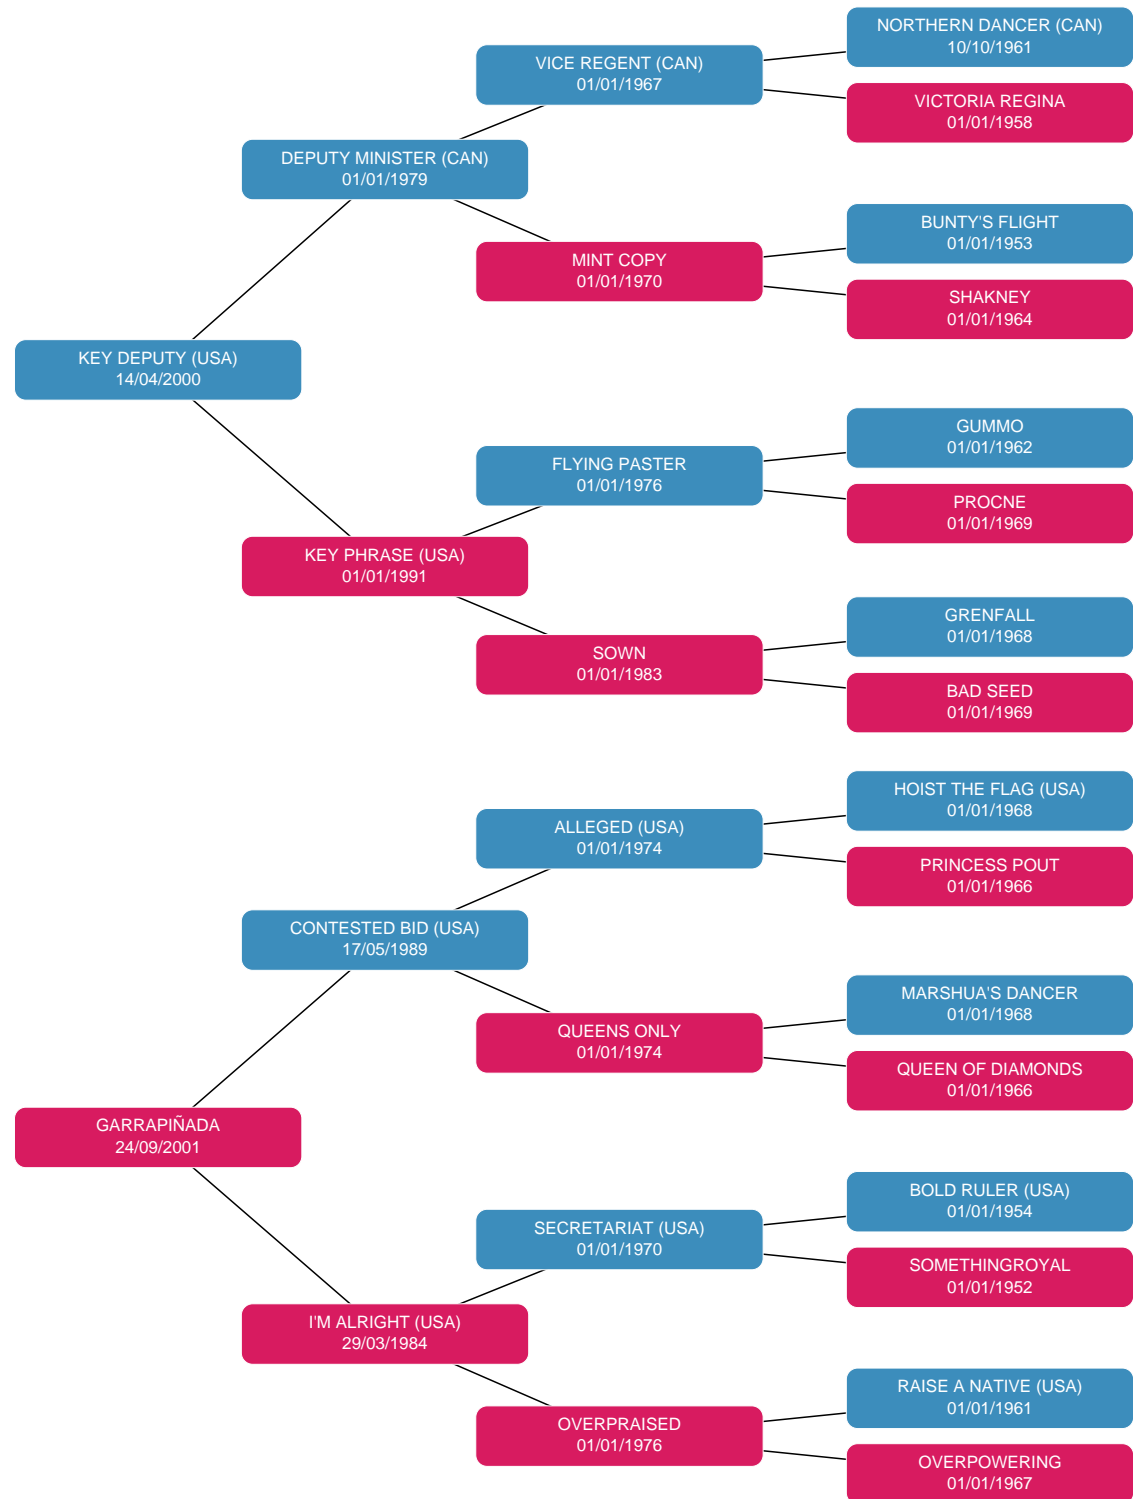 NORTHERN DANCER (CAN)
10/10/1961
VICE REGENT (CAN)
01/01/1967
VICTORIA REGINA
01/01/1958
DEPUTY MINISTER (CAN)
01/01/1979
BUNTY'S FLIGHT
01/01/1953
MINT COPY
01/01/1970
SHAKNEY
01/01/1964
KEY DEPUTY (USA)
14/04/2000
GUMMO
01/01/1962
FLYING PASTER
01/01/1976
PROCNE
01/01/1969
KEY PHRASE (USA)
01/01/1991
GRENFALL
01/01/1968
SOWN
01/01/1983
BAD SEED
01/01/1969
HOIST THE FLAG (USA)
01/01/1968
ALLEGED (USA)
01/01/1974
PRINCESS POUT
01/01/1966
CONTESTED BID (USA)
17/05/1989
MARSHUA'S DANCER
01/01/1968
QUEENS ONLY
01/01/1974
QUEEN OF DIAMONDS
01/01/1966
GARRAPIÑADA
24/09/2001
BOLD RULER (USA)
01/01/1954
SECRETARIAT (USA)
01/01/1970
SOMETHINGROYAL
01/01/1952
I'M ALRIGHT (USA)
29/03/1984
RAISE A NATIVE (USA)
01/01/1961
OVERPRAISED
01/01/1976
OVERPOWERING
01/01/1967